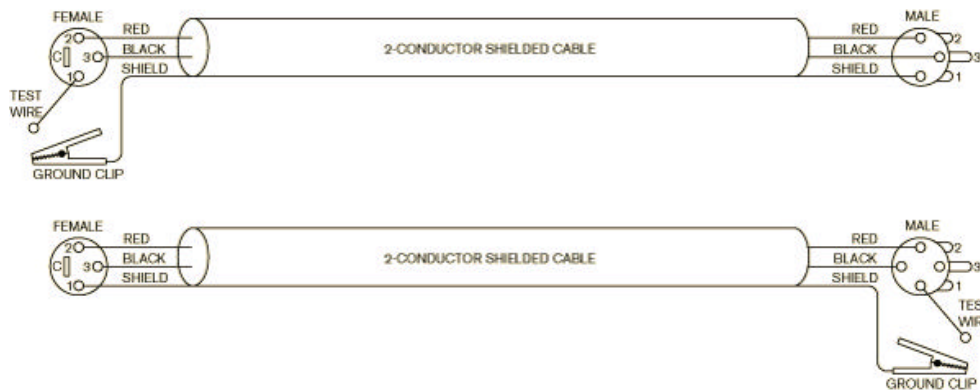 FEMALE
MALE
RED
RED
2
2
BLACK
2-CONDUCTOR SHIELDED CABLE
BLACK
C
3
3
SHIELD
SHIELD
1
1
TEST
WIRE
GROUND CLIP
FEMALE
MALE
RED
RED
2
2
BLACK
2-CONDUCTOR SHIELDED CABLE
BLACK
C
3
3
SHIELD
SHIELD
1
1
GROUND CLIP